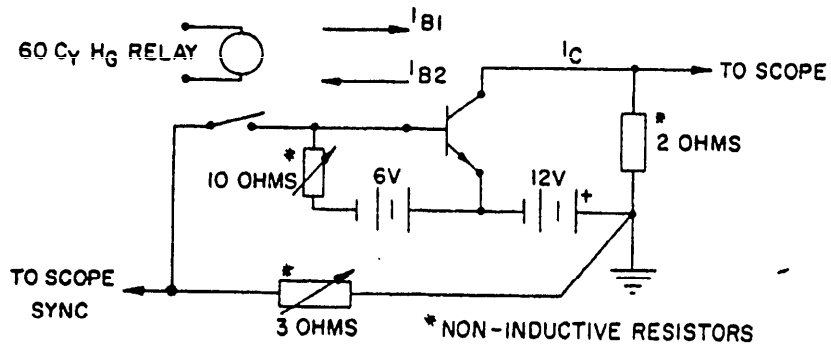 60 Cy Hg RELAY
IB1
IB2
IC
TO SCOPE
*
2 OHMS
*
10 OHMS
6V
12V
+
TO SCOPE
SYNC
*
3 OHMS
*NON-INDUCTIVE RESISTORS